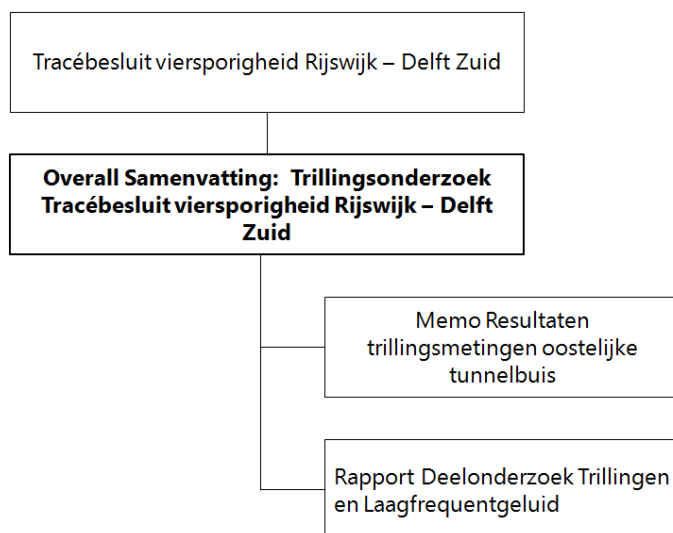 Tracébesluit viersporigheid Rijswijk – Delft Zuid
Overall Samenvatting: Trillingsonderzoek
Tracébesluit viersporigheid Rijswijk – Delft
Zuid
Memo Resultaten
trillingsmetingen oostelijke
tunnelbuis
Rapport Deelonderzoek Trillingen
en Laagfrequentgeluid